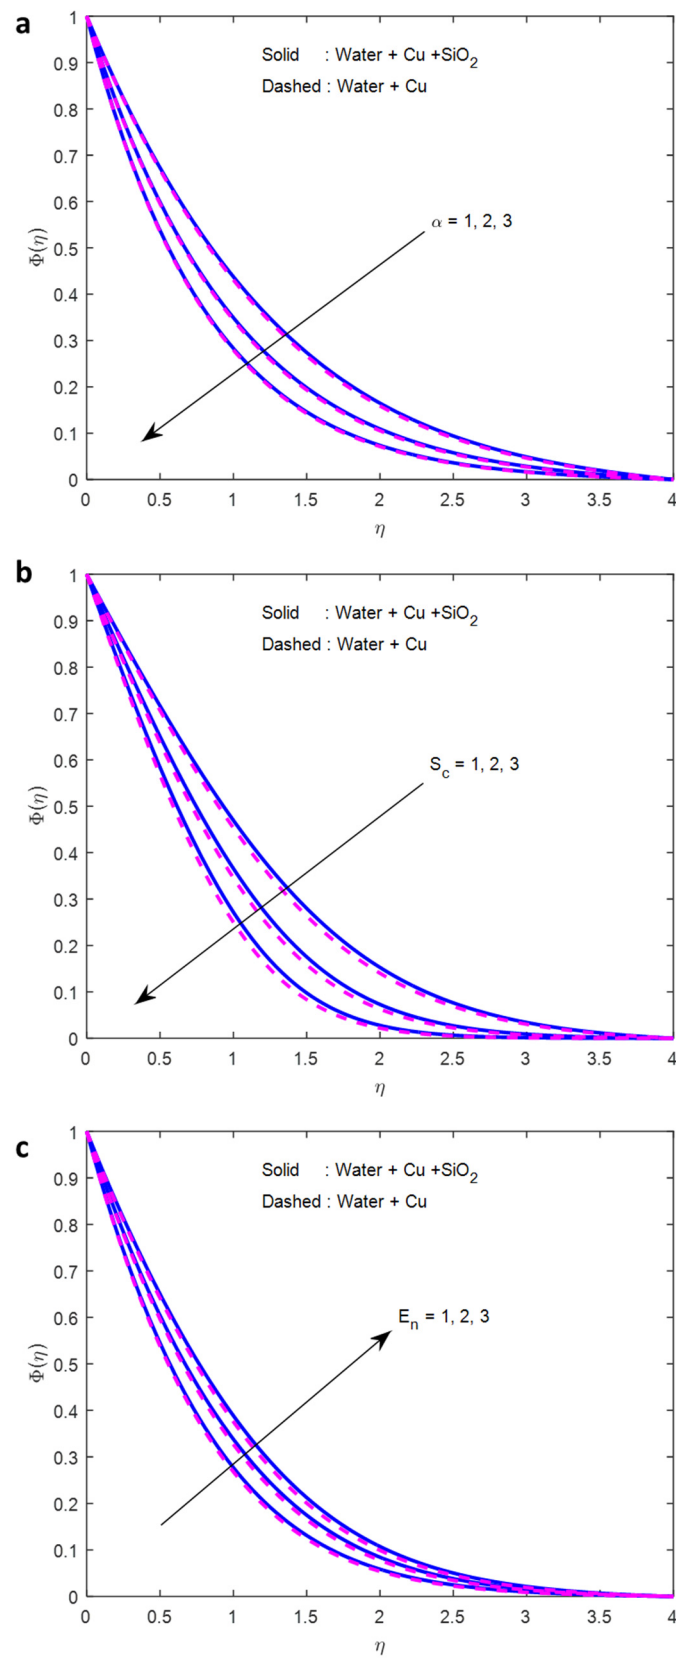 a
1
0.9
0.8
0.7
0.6
0.5
0.4
0.3
0.2
0.1
0
Φ(η)
Solid : Water + Cu +SiO2
Dashed : Water + Cu
α = 1, 2, 3
0 0.5 1 1.5 2 2.5 3 3.5 4
η
b
1
0.9
0.8
0.7
0.6
0.5
0.4
0.3
0.2
0.1
0
Φ(η)
Solid : Water + Cu +SiO2
Dashed : Water + Cu
Sc = 1, 2, 3
0 0.5 1 1.5 2 2.5 3 3.5 4
η
c
1
0.9
0.8
0.7
0.6
0.5
0.4
0.3
0.2
0.1
0
Φ(η)
Solid : Water + Cu +SiO2
Dashed : Water + Cu
En = 1, 2, 3
0 0.5 1 1.5 2 2.5 3 3.5 4
η